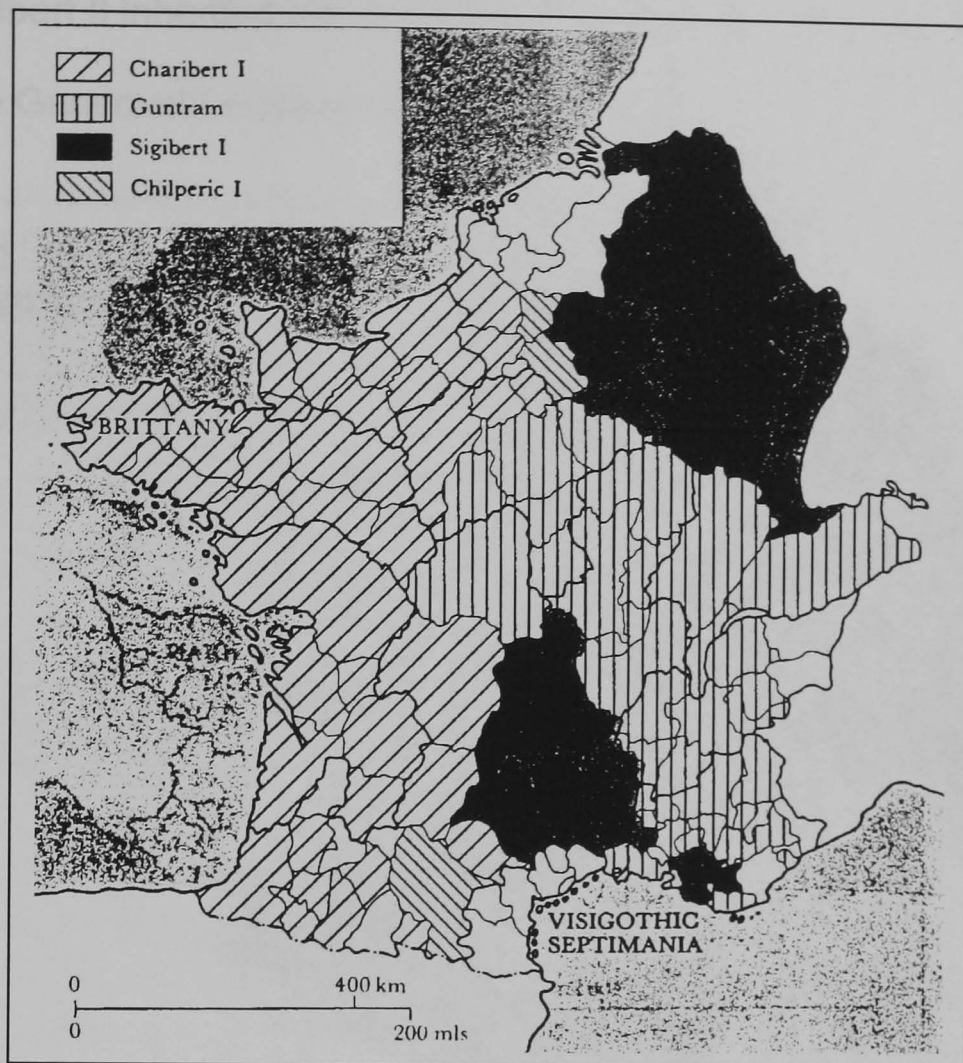 Charibert I
Guntram
Sigibert I
Chilperic I
BRITTANY
VISIGOTHIC
SEPTIMANIA
0 400 km
0 200 mls